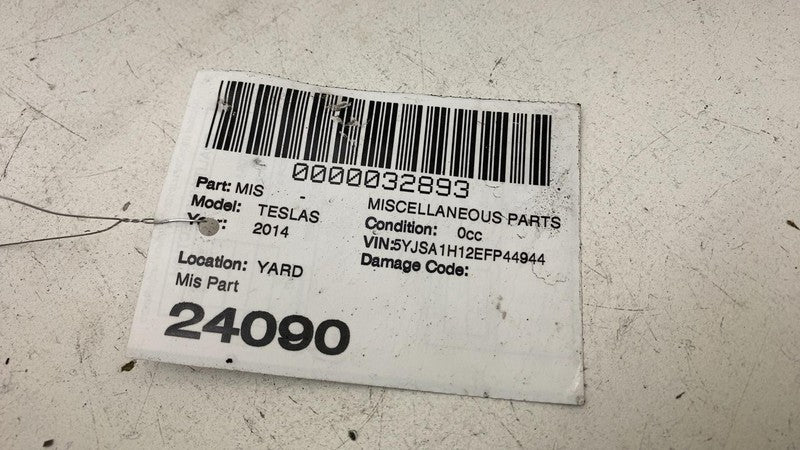 0000032893
Part: MIS MISCELLANEOUS PARTS
Model: TESLAS Condition: 0cc
Year: 2014 VIN:5YJSA1H12EFP44944
Location: YARD Damage Code:
Mis Part
24090